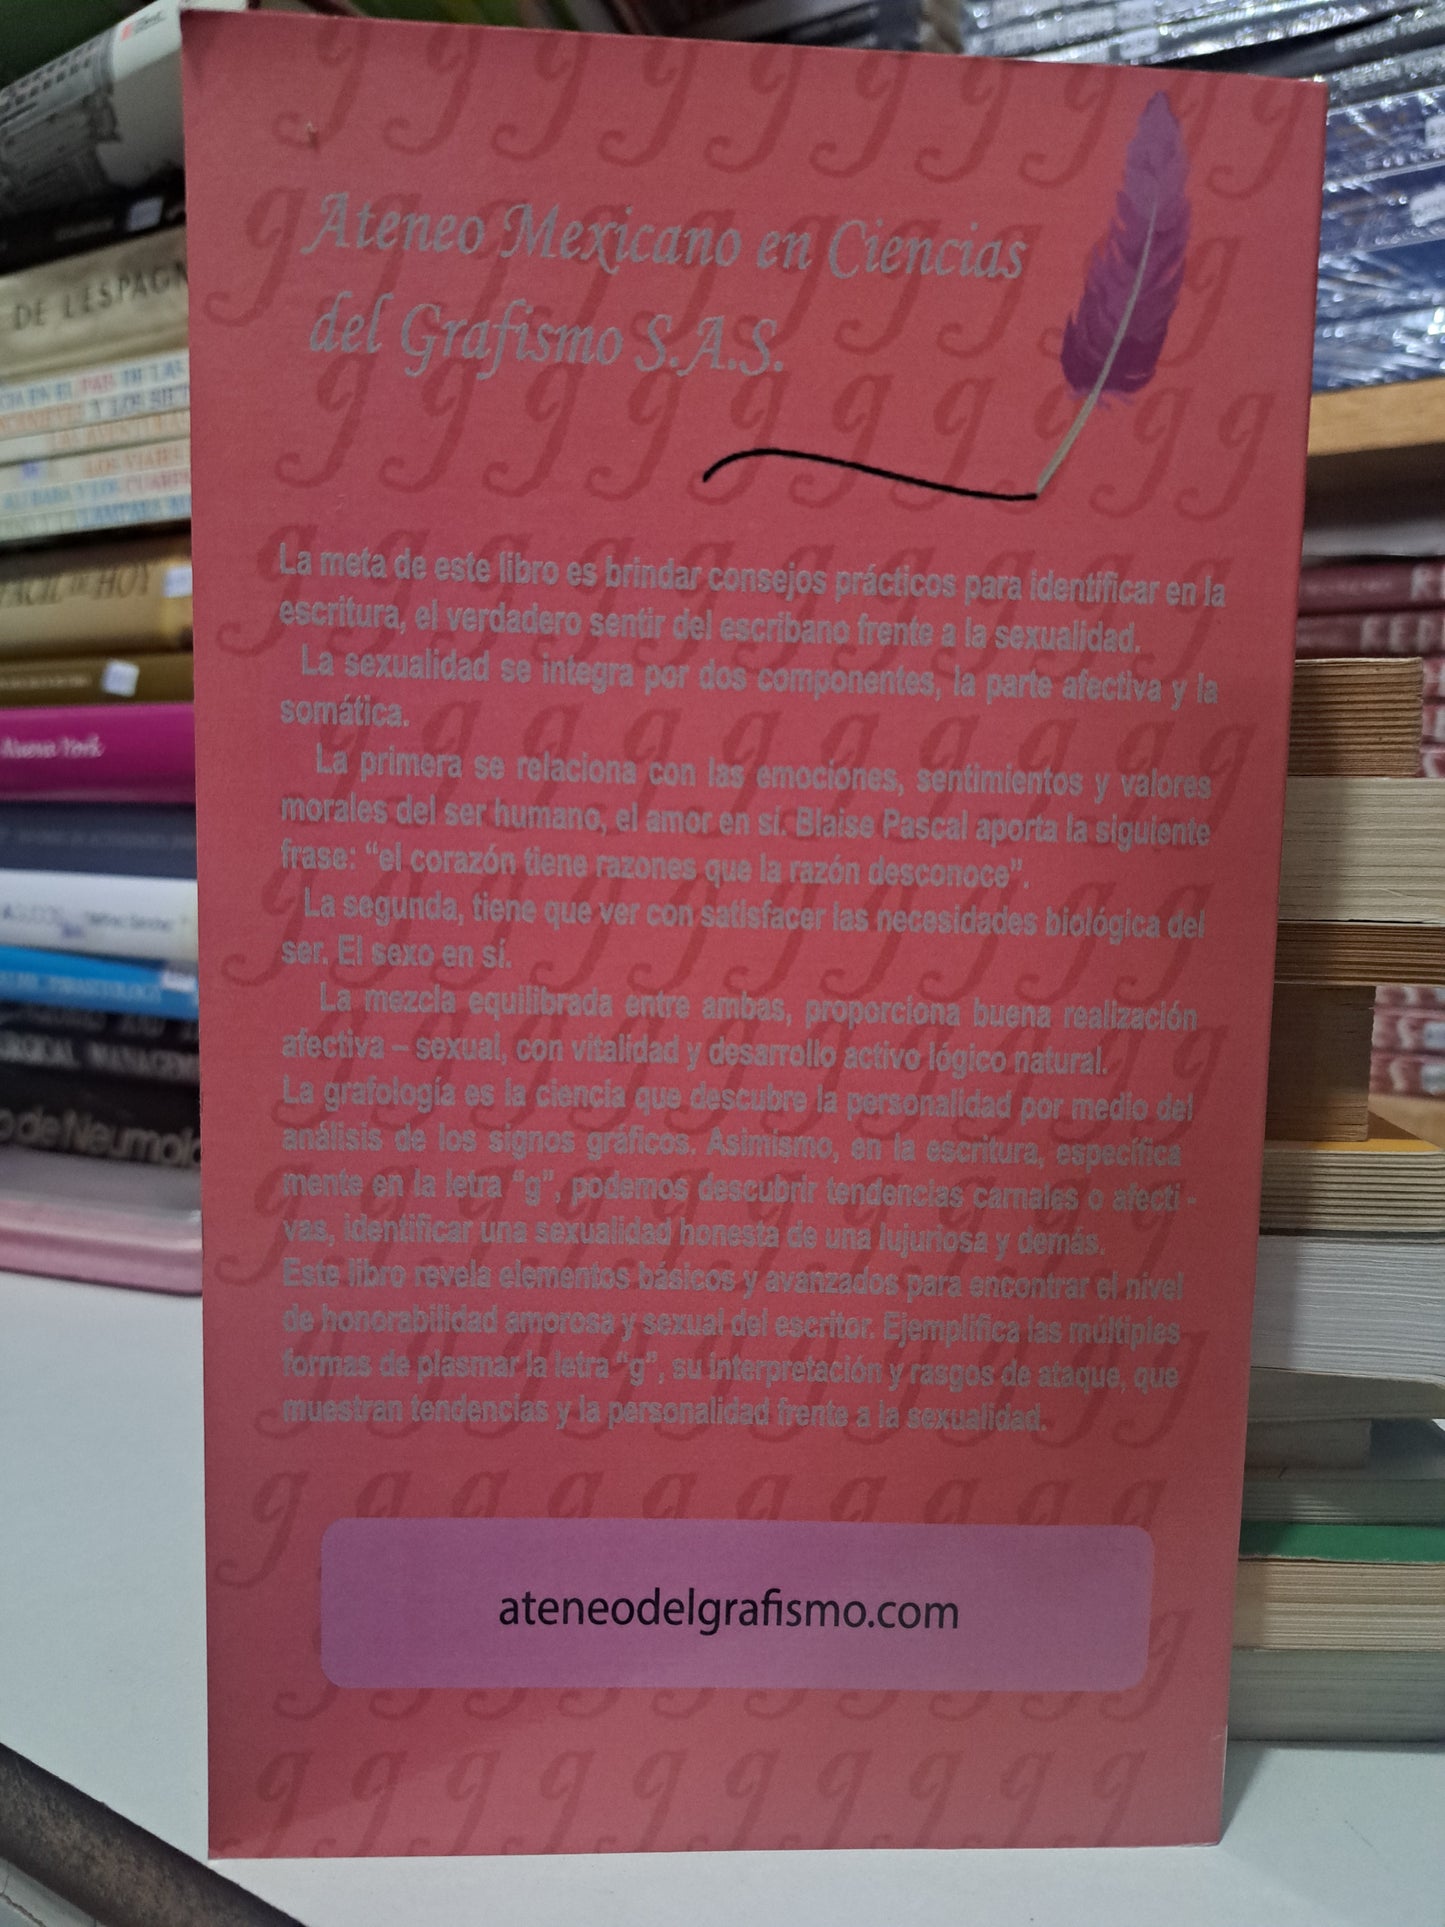 Ateneo Mexicano en Ciencias
del Grafismo S.A.S.
La meta de este libro es brindar consejos prácticos para identificar en la
escritura, el verdadero sentir del escribano frente a la sexualidad.
La sexualidad se integra por dos componentes, la parte afectiva y la
somática.
La primera se relaciona con las emociones, sentimientos y valores
morales del ser humano, el amor en sí. Blaise Pascal aporta la siguiente
frase: “el corazón tiene razones que la razón desconoce”.
La segunda, tiene que ver con satisfacer las necesidades biológica del
ser. El sexo en sí.
La mezcla equilibrada entre ambas, proporciona buena realización
afectiva – sexual, con vitalidad y desarrollo activo lógico natural.
La grafología es la ciencia que descubre la personalidad por medio del
análisis de los signos gráficos. Asimismo, en la escritura, específica
mente en la letra “g”, podemos descubrir tendencias carnales o afecti -
vas, identificar una sexualidad honesta de una lujuriosa y demás.
Este libro revela elementos básicos y avanzados para encontrar el nivel
de honorabilidad amorosa y sexual del escritor. Ejemplifica las múltiples
formas de plasmar la letra “g”, su interpretación y rasgos de ataque, que
muestran tendencias y la personalidad frente a la sexualidad.
ateneodelgrafismo.com
DE L'ESPAGN
FÁCIL DE HOY
Nueva York